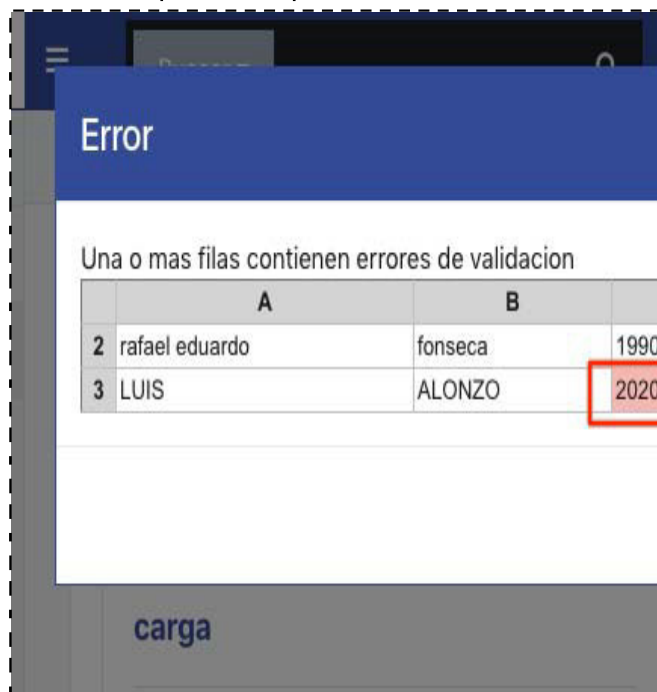 Error
Una o mas filas contienen errores de validacion
A B
2 rafael eduardo fonseca 1990
3 LUIS ALONZO 2020
carga